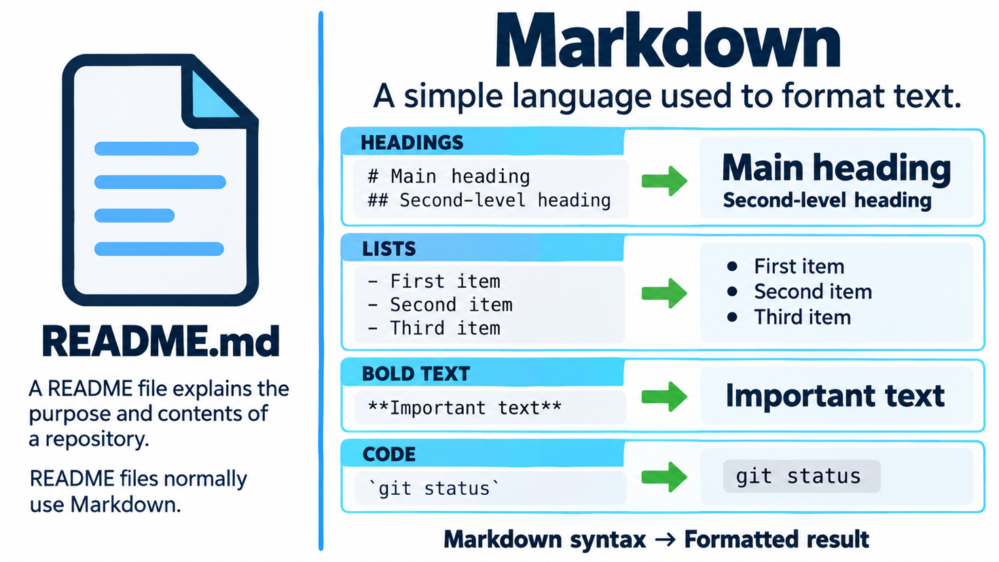 README.md
A README file explains the
purpose and contents of
a repository.
README files normally
use Markdown.
Markdown
A simple language used to format text.
HEADINGS
# Main heading
## Second-level heading
Main heading
Second-level heading
LISTS
- First item
- Second item
- Third item
● First item
● Second item
● Third item
BOLD TEXT
**Important text**
Important text
CODE
`git status`
git status
Markdown syntax → Formatted result